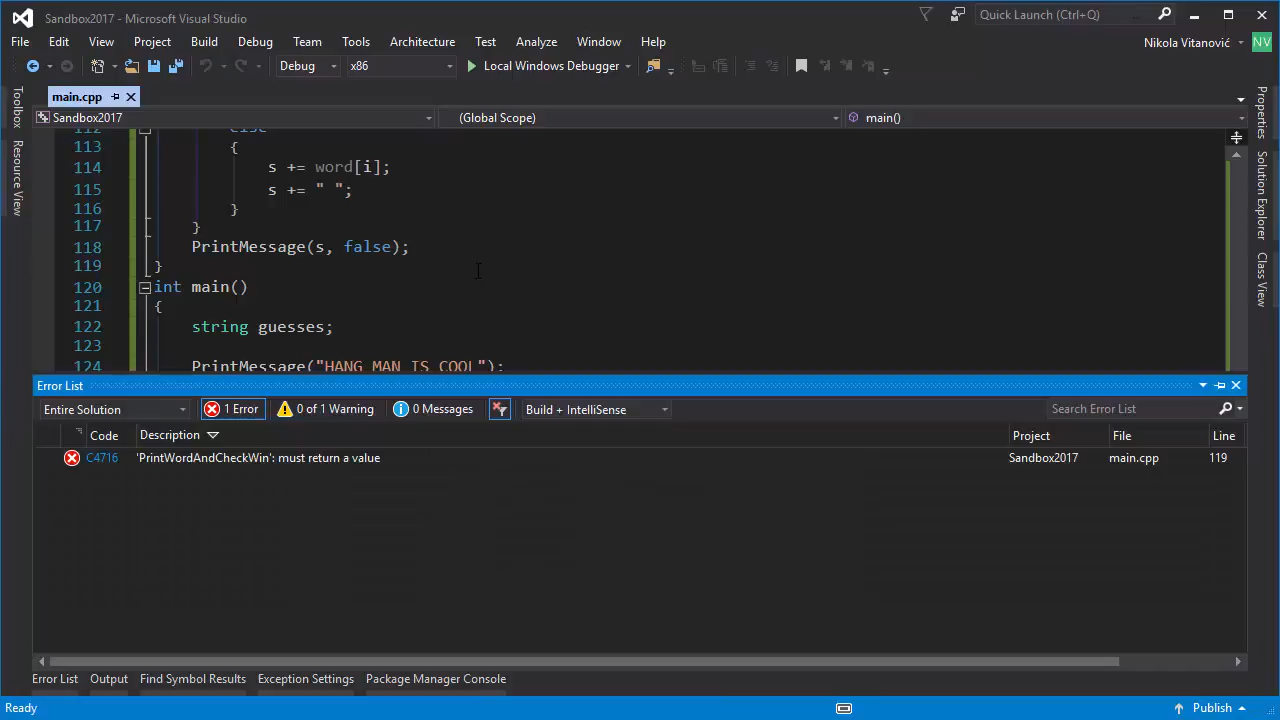 Sandbox2017 - Microsoft Visual Studio
Quick Launch (Ctrl+Q)
File Edit View Project Build Debug Team Tools Architecture Test Analyze Window Help
Nikola Vitanović NV
Debug x86 Local Windows Debugger
Toolbox
Resource View
main.cpp
Sandbox2017 (Global Scope) main()
112 else
113 {
114 s += word[i];
115 s += " ";
116 }
117 }
118 PrintMessage(s, false);
119 }
120 int main()
121 {
122 string guesses;
123
124 PrintMessage("HANG MAN IS COOL");
Properties
Solution Explorer
Class View
Error List
Entire Solution 1 Error 0 of 1 Warning 0 Messages Build + IntelliSense Search Error List
Code Description Project File Line
C4716 'PrintWordAndCheckWin': must return a value Sandbox2017 main.cpp 119
Error List Output Find Symbol Results Exception Settings Package Manager Console
Ready Publish